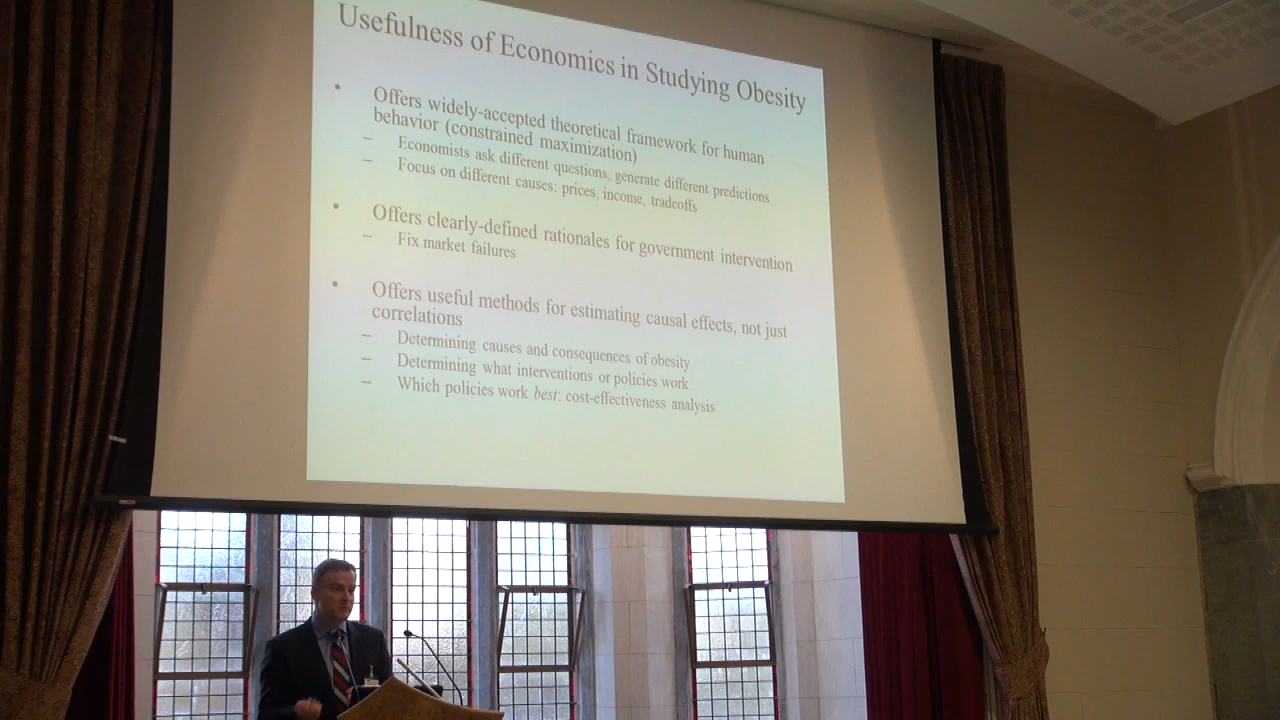 Usefulness of Economics in Studying Obesity
• Offers widely-accepted theoretical framework for human
behavior (constrained maximization)
– Economists ask different questions, generate different predictions
– Focus on different causes: prices, income, tradeoffs
• Offers clearly-defined rationales for government intervention
– Fix market failures
• Offers useful methods for estimating causal effects, not just
correlations
– Determining causes and consequences of obesity
– Determining what interventions or policies work
– Which policies work best: cost-effectiveness analysis